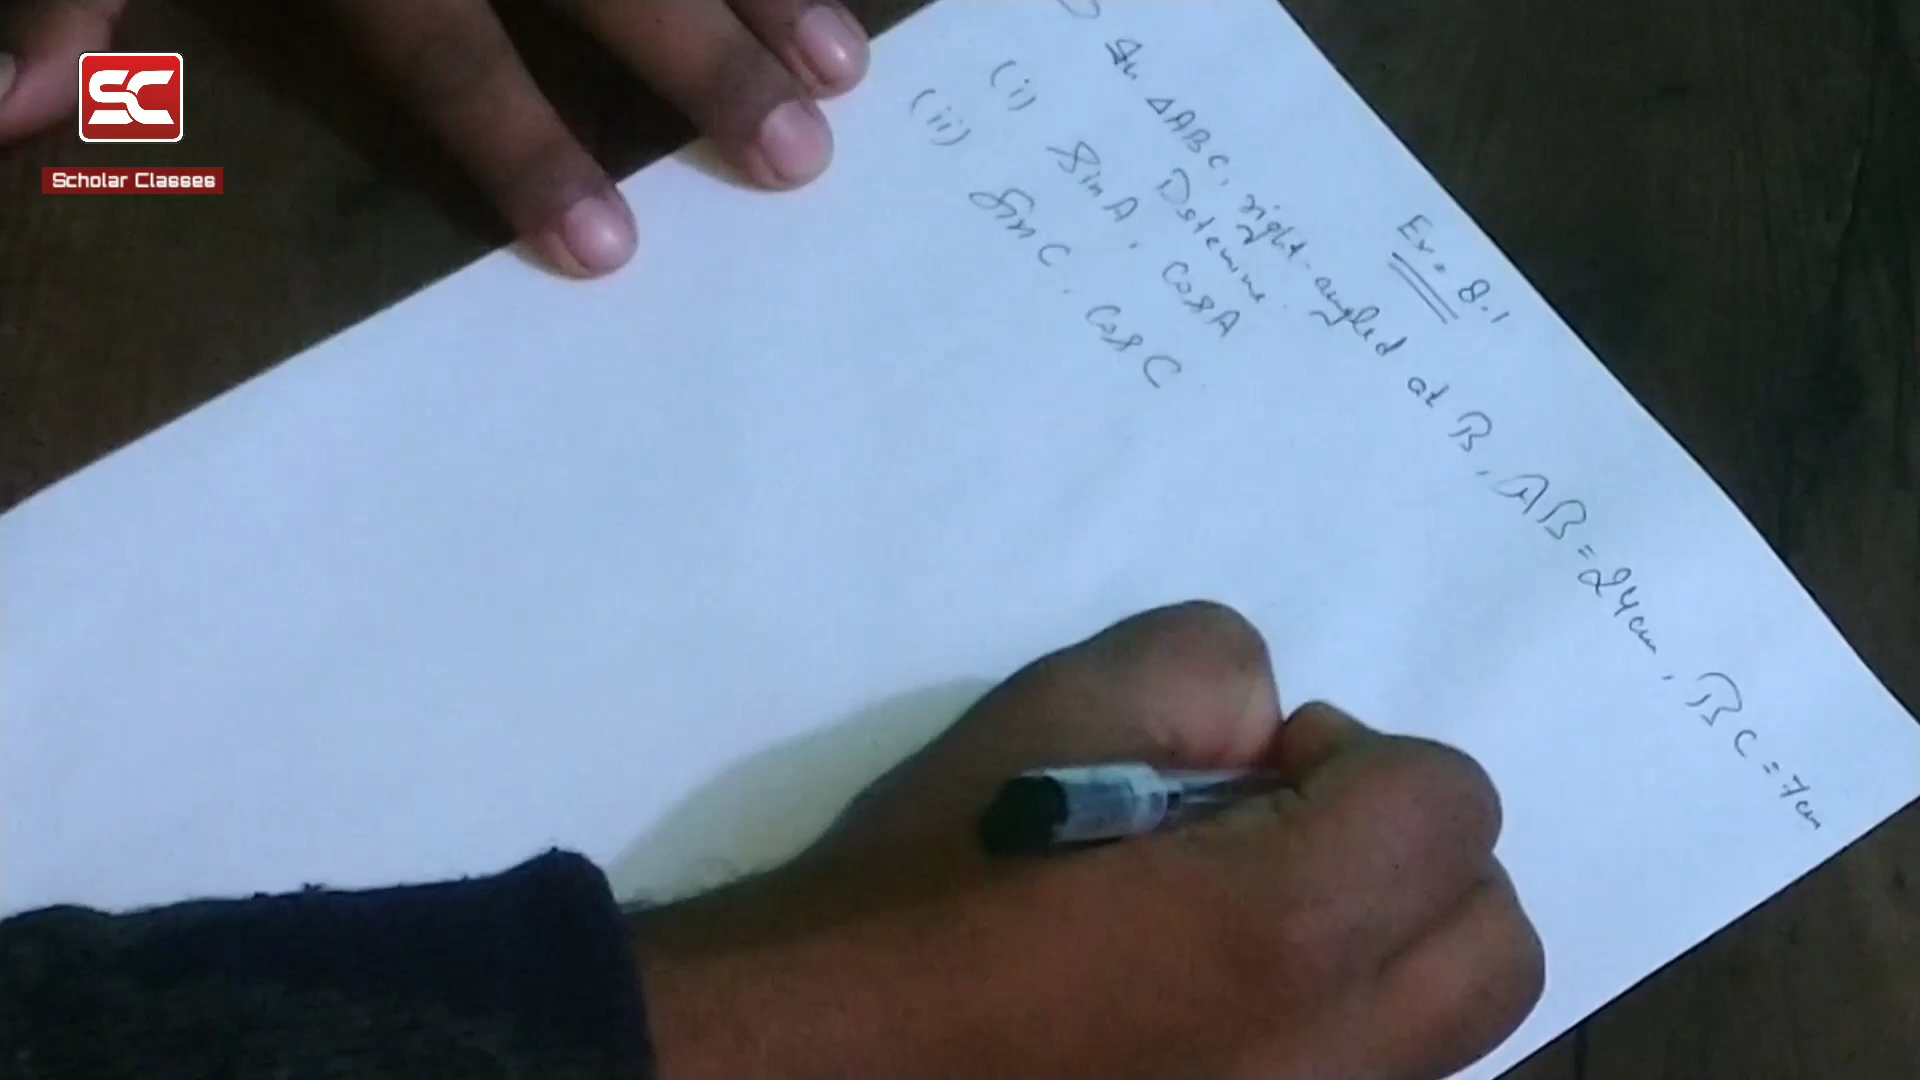 SC
Scholar Classes
Ex- 8.1
In ΔABC, right-angled at B, AB=24cm, BC=7cm
Determine
(i) sin A, cos A
(ii) sin C, cos C